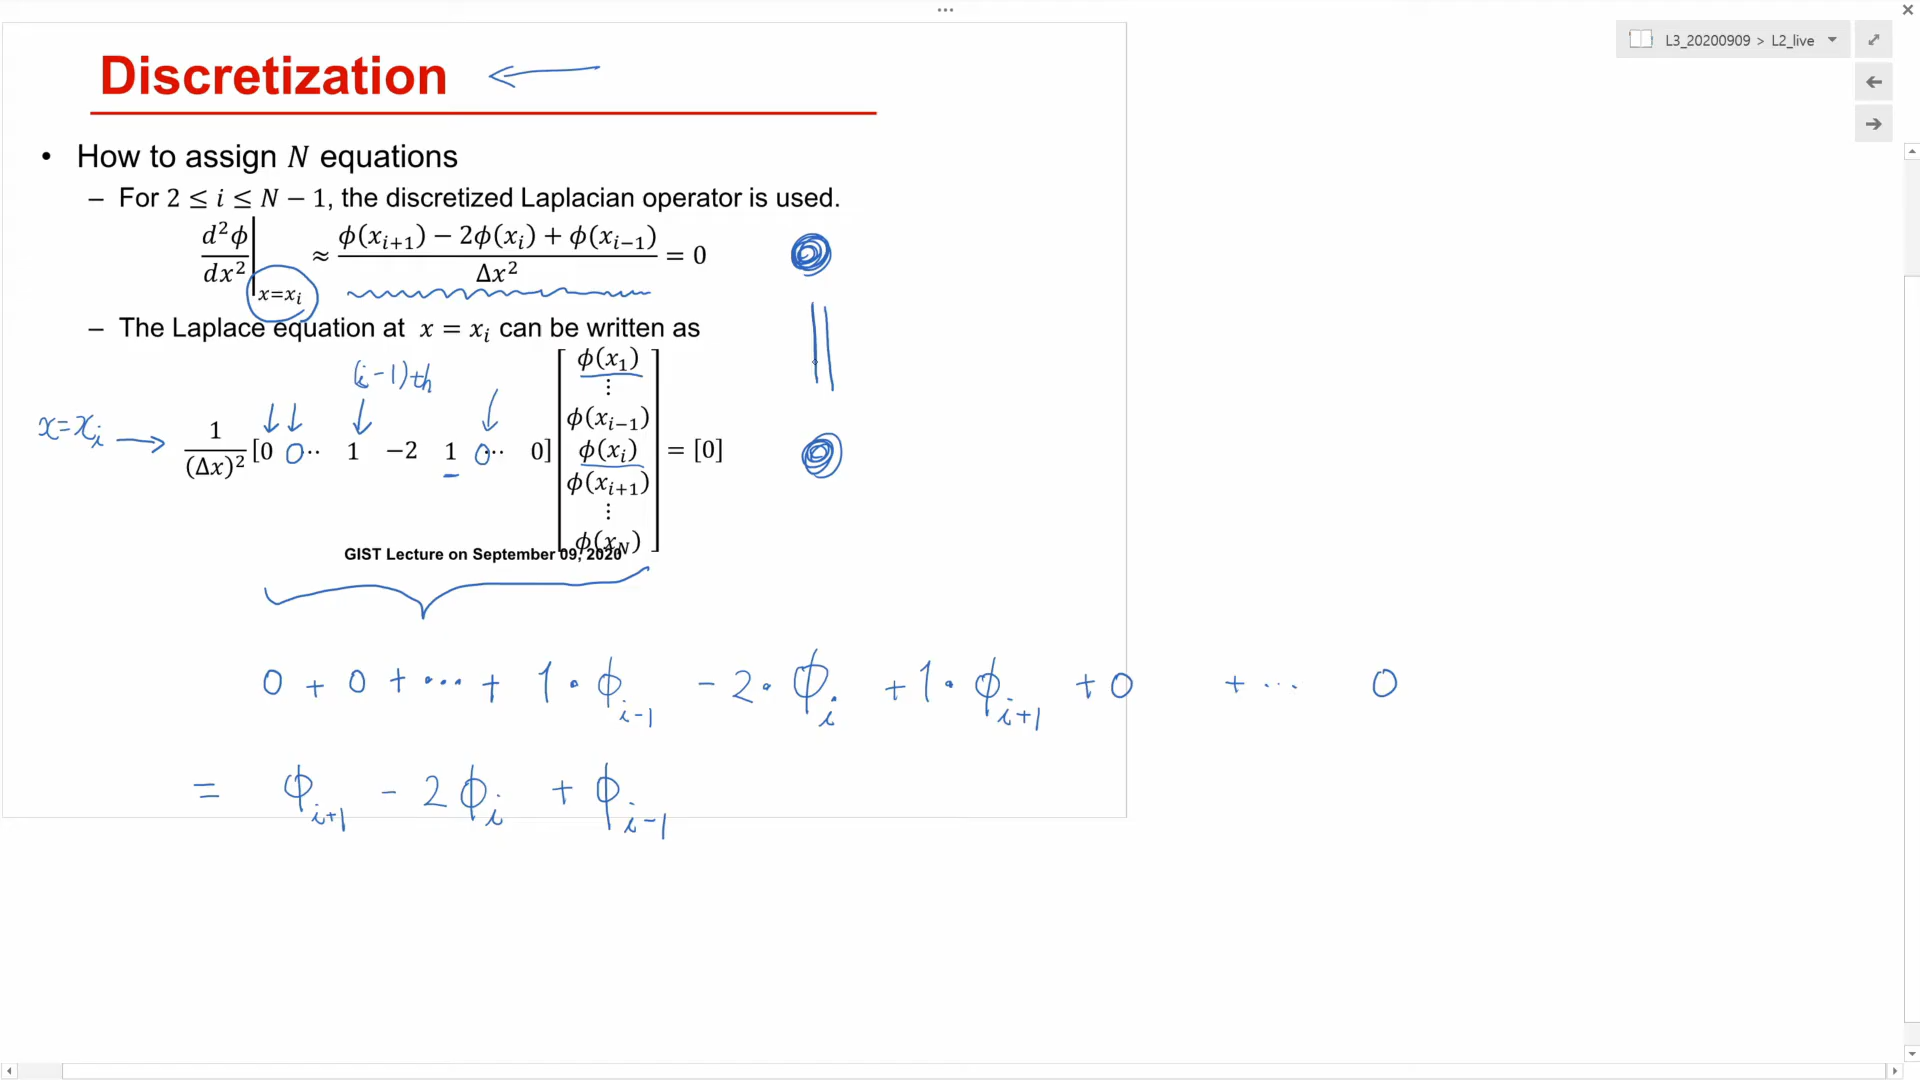 L3_20200909 > L2_live
Discretization ←
• How to assign N equations
– For 2 ≤ i ≤ N − 1, the discretized Laplacian operator is used.
d²ϕ/dx² |ₓ₌ₓᵢ ≈ (ϕ(xᵢ₊₁) − 2ϕ(xᵢ) + ϕ(xᵢ₋₁))/Δx² = 0
– The Laplace equation at x = xᵢ can be written as
(i−1)th
x=xᵢ → 1/(Δx)² [0 0 ·· 1 −2 1 0 ·· 0] [ϕ(x₁) ⋮ ϕ(xᵢ₋₁) ϕ(xᵢ) ϕ(xᵢ₊₁) ⋮ ϕ(x_N)] = [0]
GIST Lecture on September 09, 2020
0 + 0 + ··· + 1·ϕᵢ₋₁ − 2·ϕᵢ + 1·ϕᵢ₊₁ + 0 + ··· 0
= ϕᵢ₊₁ − 2ϕᵢ + ϕᵢ₋₁